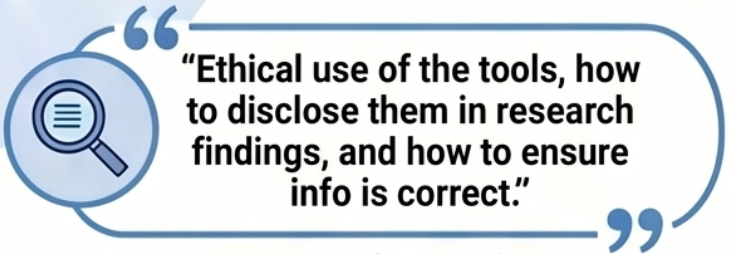 “Ethical use of the tools, how
to disclose them in research
findings, and how to ensure
info is correct.”